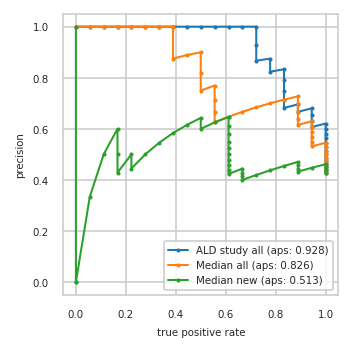 1.0
0.8
0.6
0.4
0.2
0.0
precision
0.0 0.2 0.4 0.6 0.8 1.0
true positive rate
ALD study all (aps: 0.928)
Median all (aps: 0.826)
Median new (aps: 0.513)